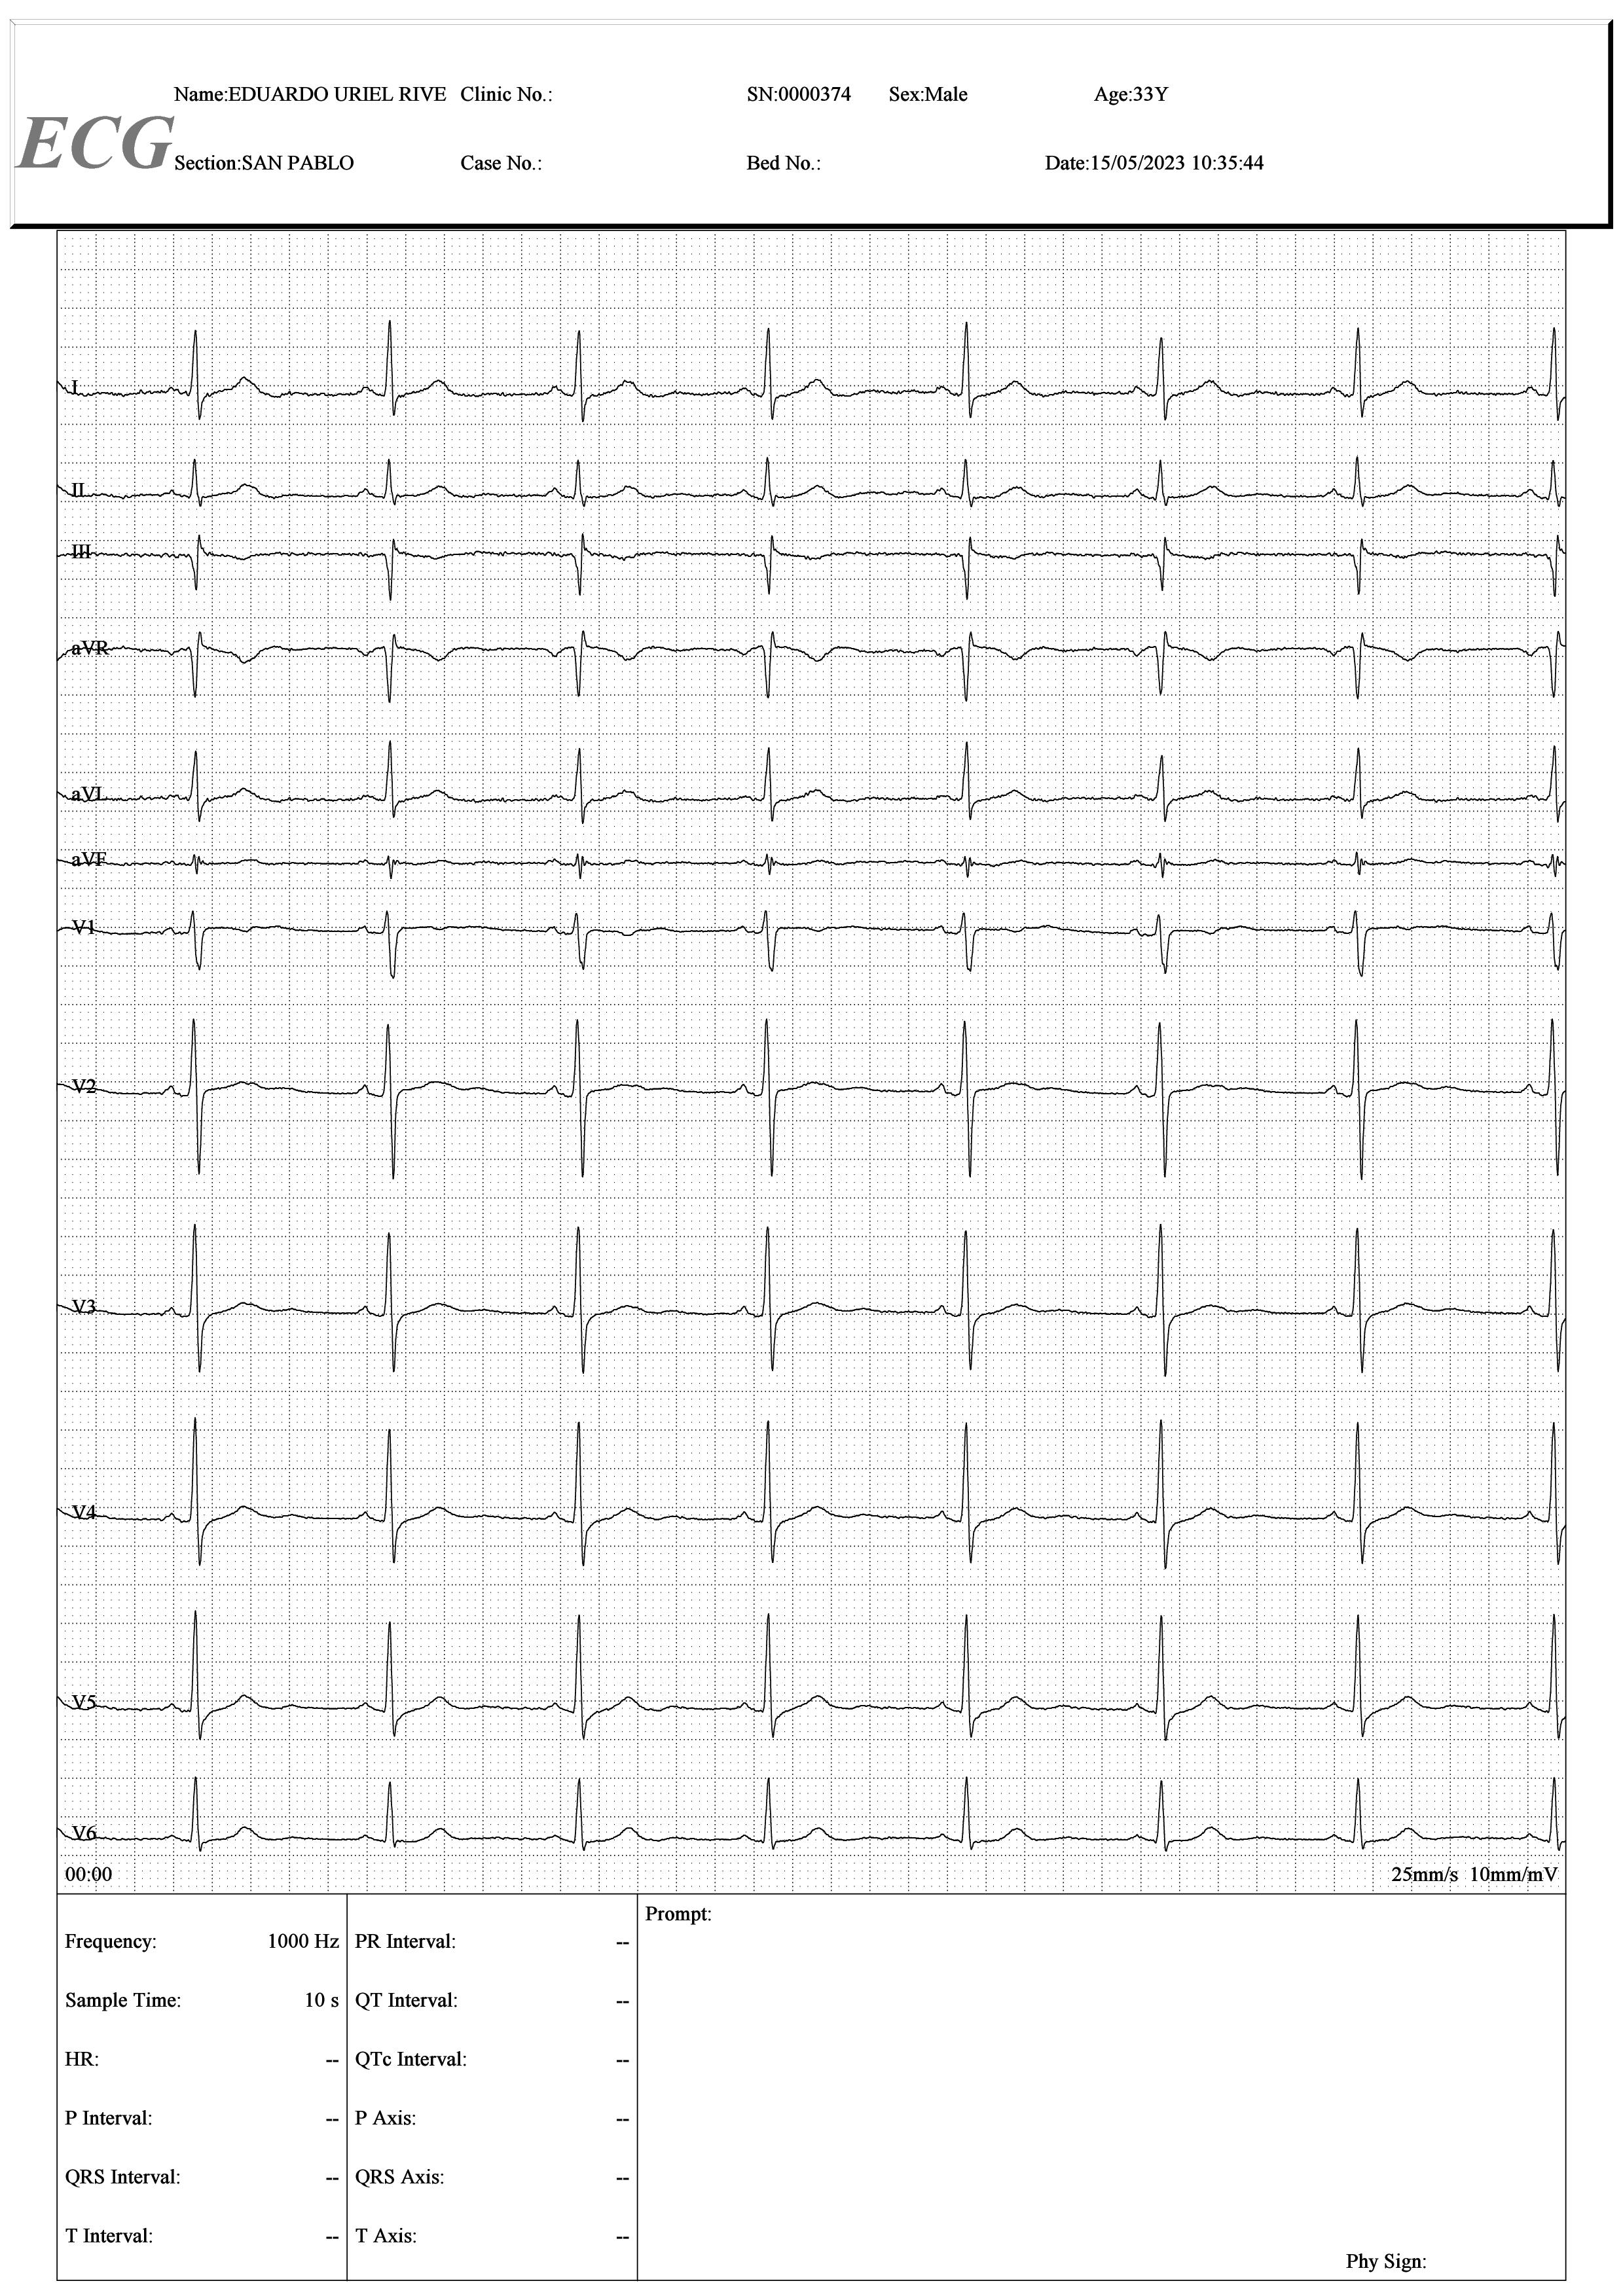 Name:EDUARDO URIEL RIVE Clinic No.: SN:0000374 Sex:Male Age:33Y
ECG
Section:SAN PABLO Case No.: Bed No.: Date:15/05/2023 10:35:44
I
II
III
aVR
aVL
aVF
V1
V2
V3
V4
V5
V6
00:00 25mm/s 10mm/mV
Prompt:
Frequency: 1000 Hz PR Interval: --
Sample Time: 10 s QT Interval: --
HR: -- QTc Interval: --
P Interval: -- P Axis: --
QRS Interval: -- QRS Axis: --
T Interval: -- T Axis: --
Phy Sign: